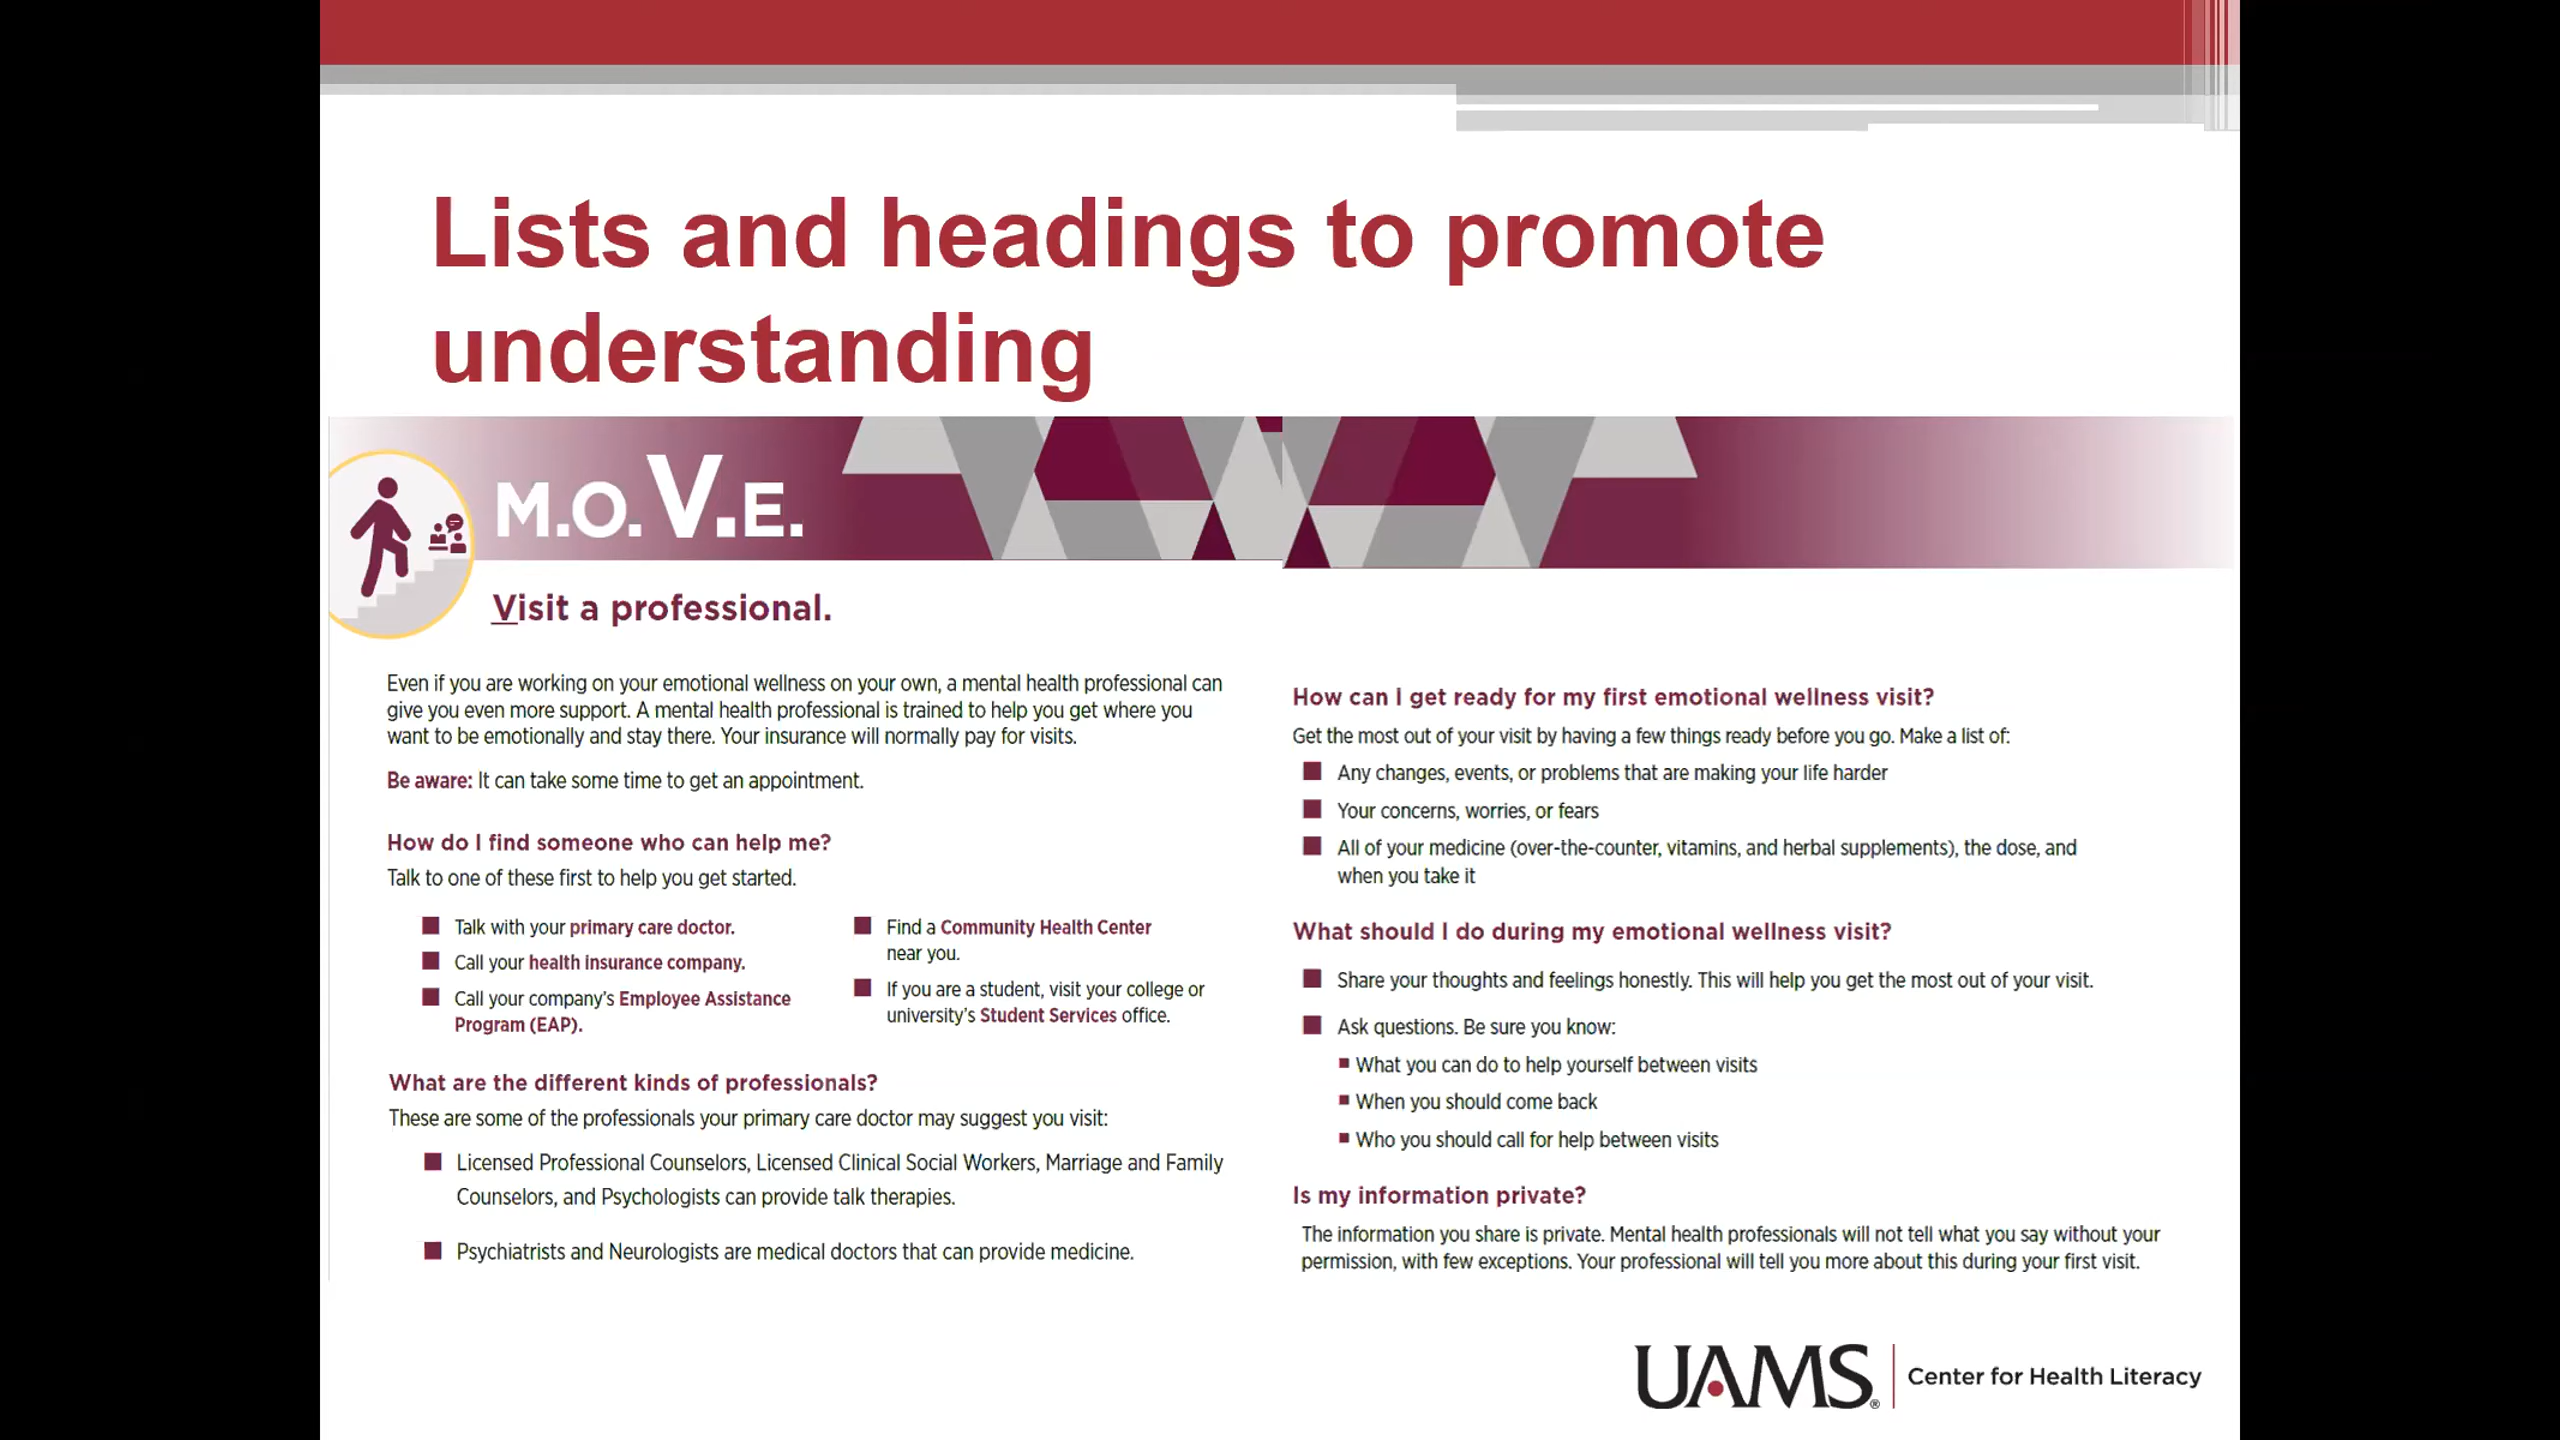 Lists and headings to promote
understanding
M.O.V.E.
Visit a professional.
Even if you are working on your emotional wellness on your own, a mental health professional can
give you even more support. A mental health professional is trained to help you get where you
want to be emotionally and stay there. Your insurance will normally pay for visits.
Be aware: It can take some time to get an appointment.
How do I find someone who can help me?
Talk to one of these first to help you get started.
■ Talk with your primary care doctor.
■ Call your health insurance company.
■ Call your company's Employee Assistance
Program (EAP).
■ Find a Community Health Center
near you.
■ If you are a student, visit your college or
university's Student Services office.
What are the different kinds of professionals?
These are some of the professionals your primary care doctor may suggest you visit:
■ Licensed Professional Counselors, Licensed Clinical Social Workers, Marriage and Family
Counselors, and Psychologists can provide talk therapies.
■ Psychiatrists and Neurologists are medical doctors that can provide medicine.
How can I get ready for my first emotional wellness visit?
Get the most out of your visit by having a few things ready before you go. Make a list of:
■ Any changes, events, or problems that are making your life harder
■ Your concerns, worries, or fears
■ All of your medicine (over-the-counter, vitamins, and herbal supplements), the dose, and
when you take it
What should I do during my emotional wellness visit?
■ Share your thoughts and feelings honestly. This will help you get the most out of your visit.
■ Ask questions. Be sure you know:
■ What you can do to help yourself between visits
■ When you should come back
■ Who you should call for help between visits
Is my information private?
The information you share is private. Mental health professionals will not tell what you say without your
permission, with few exceptions. Your professional will tell you more about this during your first visit.
UAMS® Center for Health Literacy